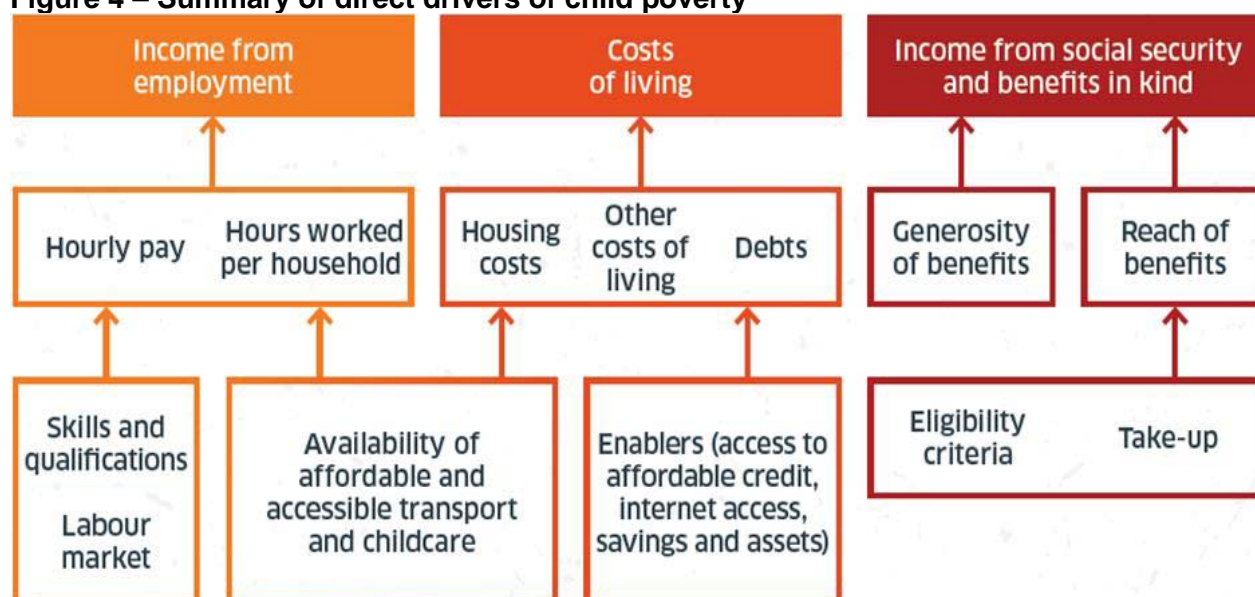 Figure 4 – Summary of direct drivers of child poverty
Income from
employment
Costs
of living
Income from social security
and benefits in kind
Hourly pay
Hours worked
per household
Housing
costs
Other
costs of
living
Debts
Generosity
of benefits
Reach of
benefits
Skills and
qualifications
Labour
market
Availability of
affordable and
accessible transport
and childcare
Enablers (access to
affordable credit,
internet access,
savings and assets)
Eligibility
criteria
Take-up